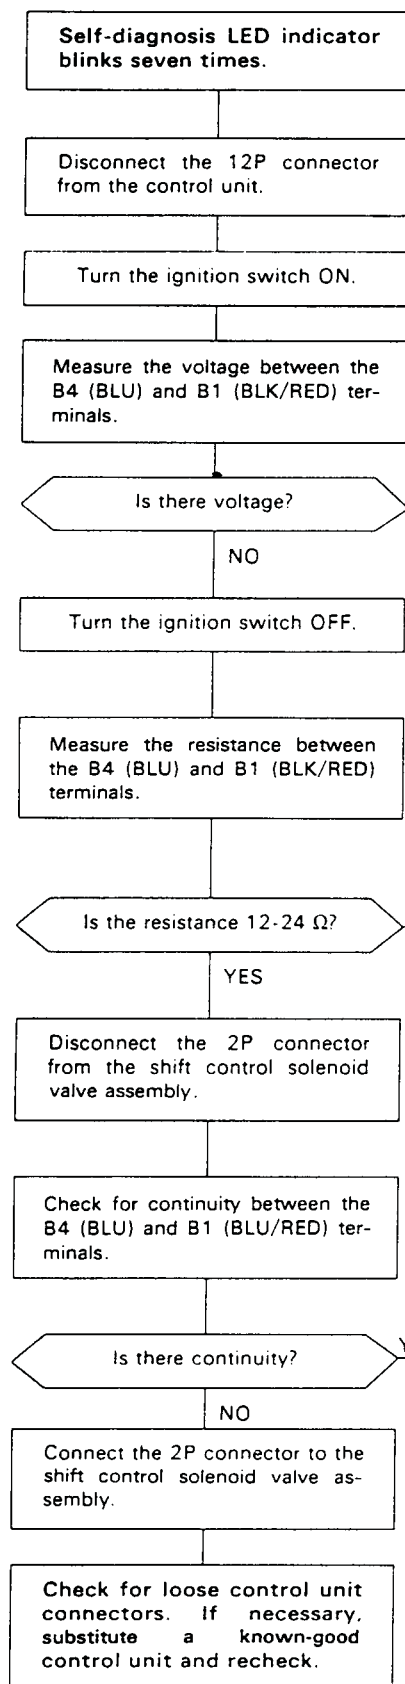 Self-diagnosis LED indicator
blinks seven times.
Disconnect the 12P connector
from the control unit.
Turn the ignition switch ON.
Measure the voltage between the
B4 (BLU) and B1 (BLK/RED) ter-
minals.
Is there voltage?
NO
Turn the ignition switch OFF.
Measure the resistance between
the B4 (BLU) and B1 (BLK/RED)
terminals.
Is the resistance 12-24 Ω?
YES
Disconnect the 2P connector
from the shift control solenoid
valve assembly.
Check for continuity between the
B4 (BLU) and B1 (BLU/RED) ter-
minals.
Is there continuity?
Y
NO
Connect the 2P connector to the
shift control solenoid valve as-
sembly.
Check for loose control unit
connectors. If necessary,
substitute a known-good
control unit and recheck.